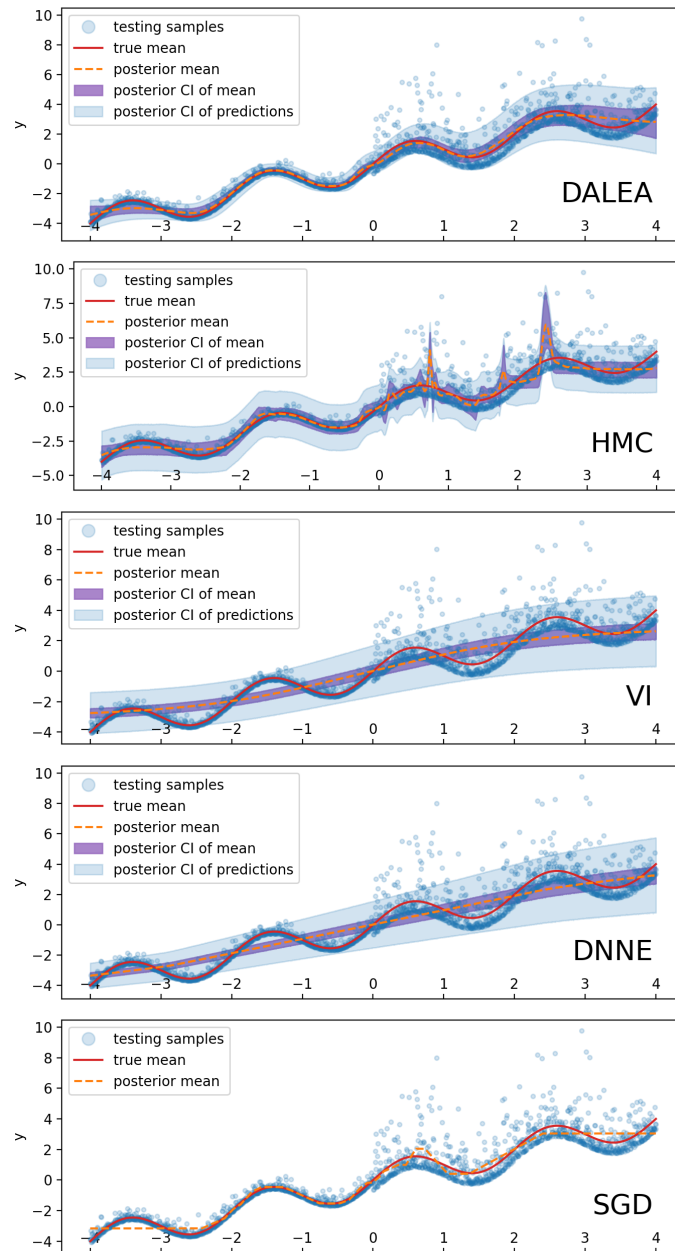 10
8
6
4
2
0
−2
−4
y
testing samples
true mean
posterior mean
posterior CI of mean
posterior CI of predictions
DALEA
−4 −3 −2 −1 0 1 2 3 4
10.0
7.5
5.0
2.5
0.0
−2.5
−5.0
y
testing samples
true mean
posterior mean
posterior CI of mean
posterior CI of predictions
HMC
−4 −3 −2 −1 0 1 2 3 4
10
8
6
4
2
0
−2
−4
y
testing samples
true mean
posterior mean
posterior CI of mean
posterior CI of predictions
VI
−4 −3 −2 −1 0 1 2 3 4
10
8
6
4
2
0
−2
−4
y
testing samples
true mean
posterior mean
posterior CI of mean
posterior CI of predictions
DNNE
−4 −3 −2 −1 0 1 2 3 4
10
8
6
4
2
0
−2
−4
y
testing samples
true mean
posterior mean
SGD
−4 −3 −2 −1 0 1 2 3 4